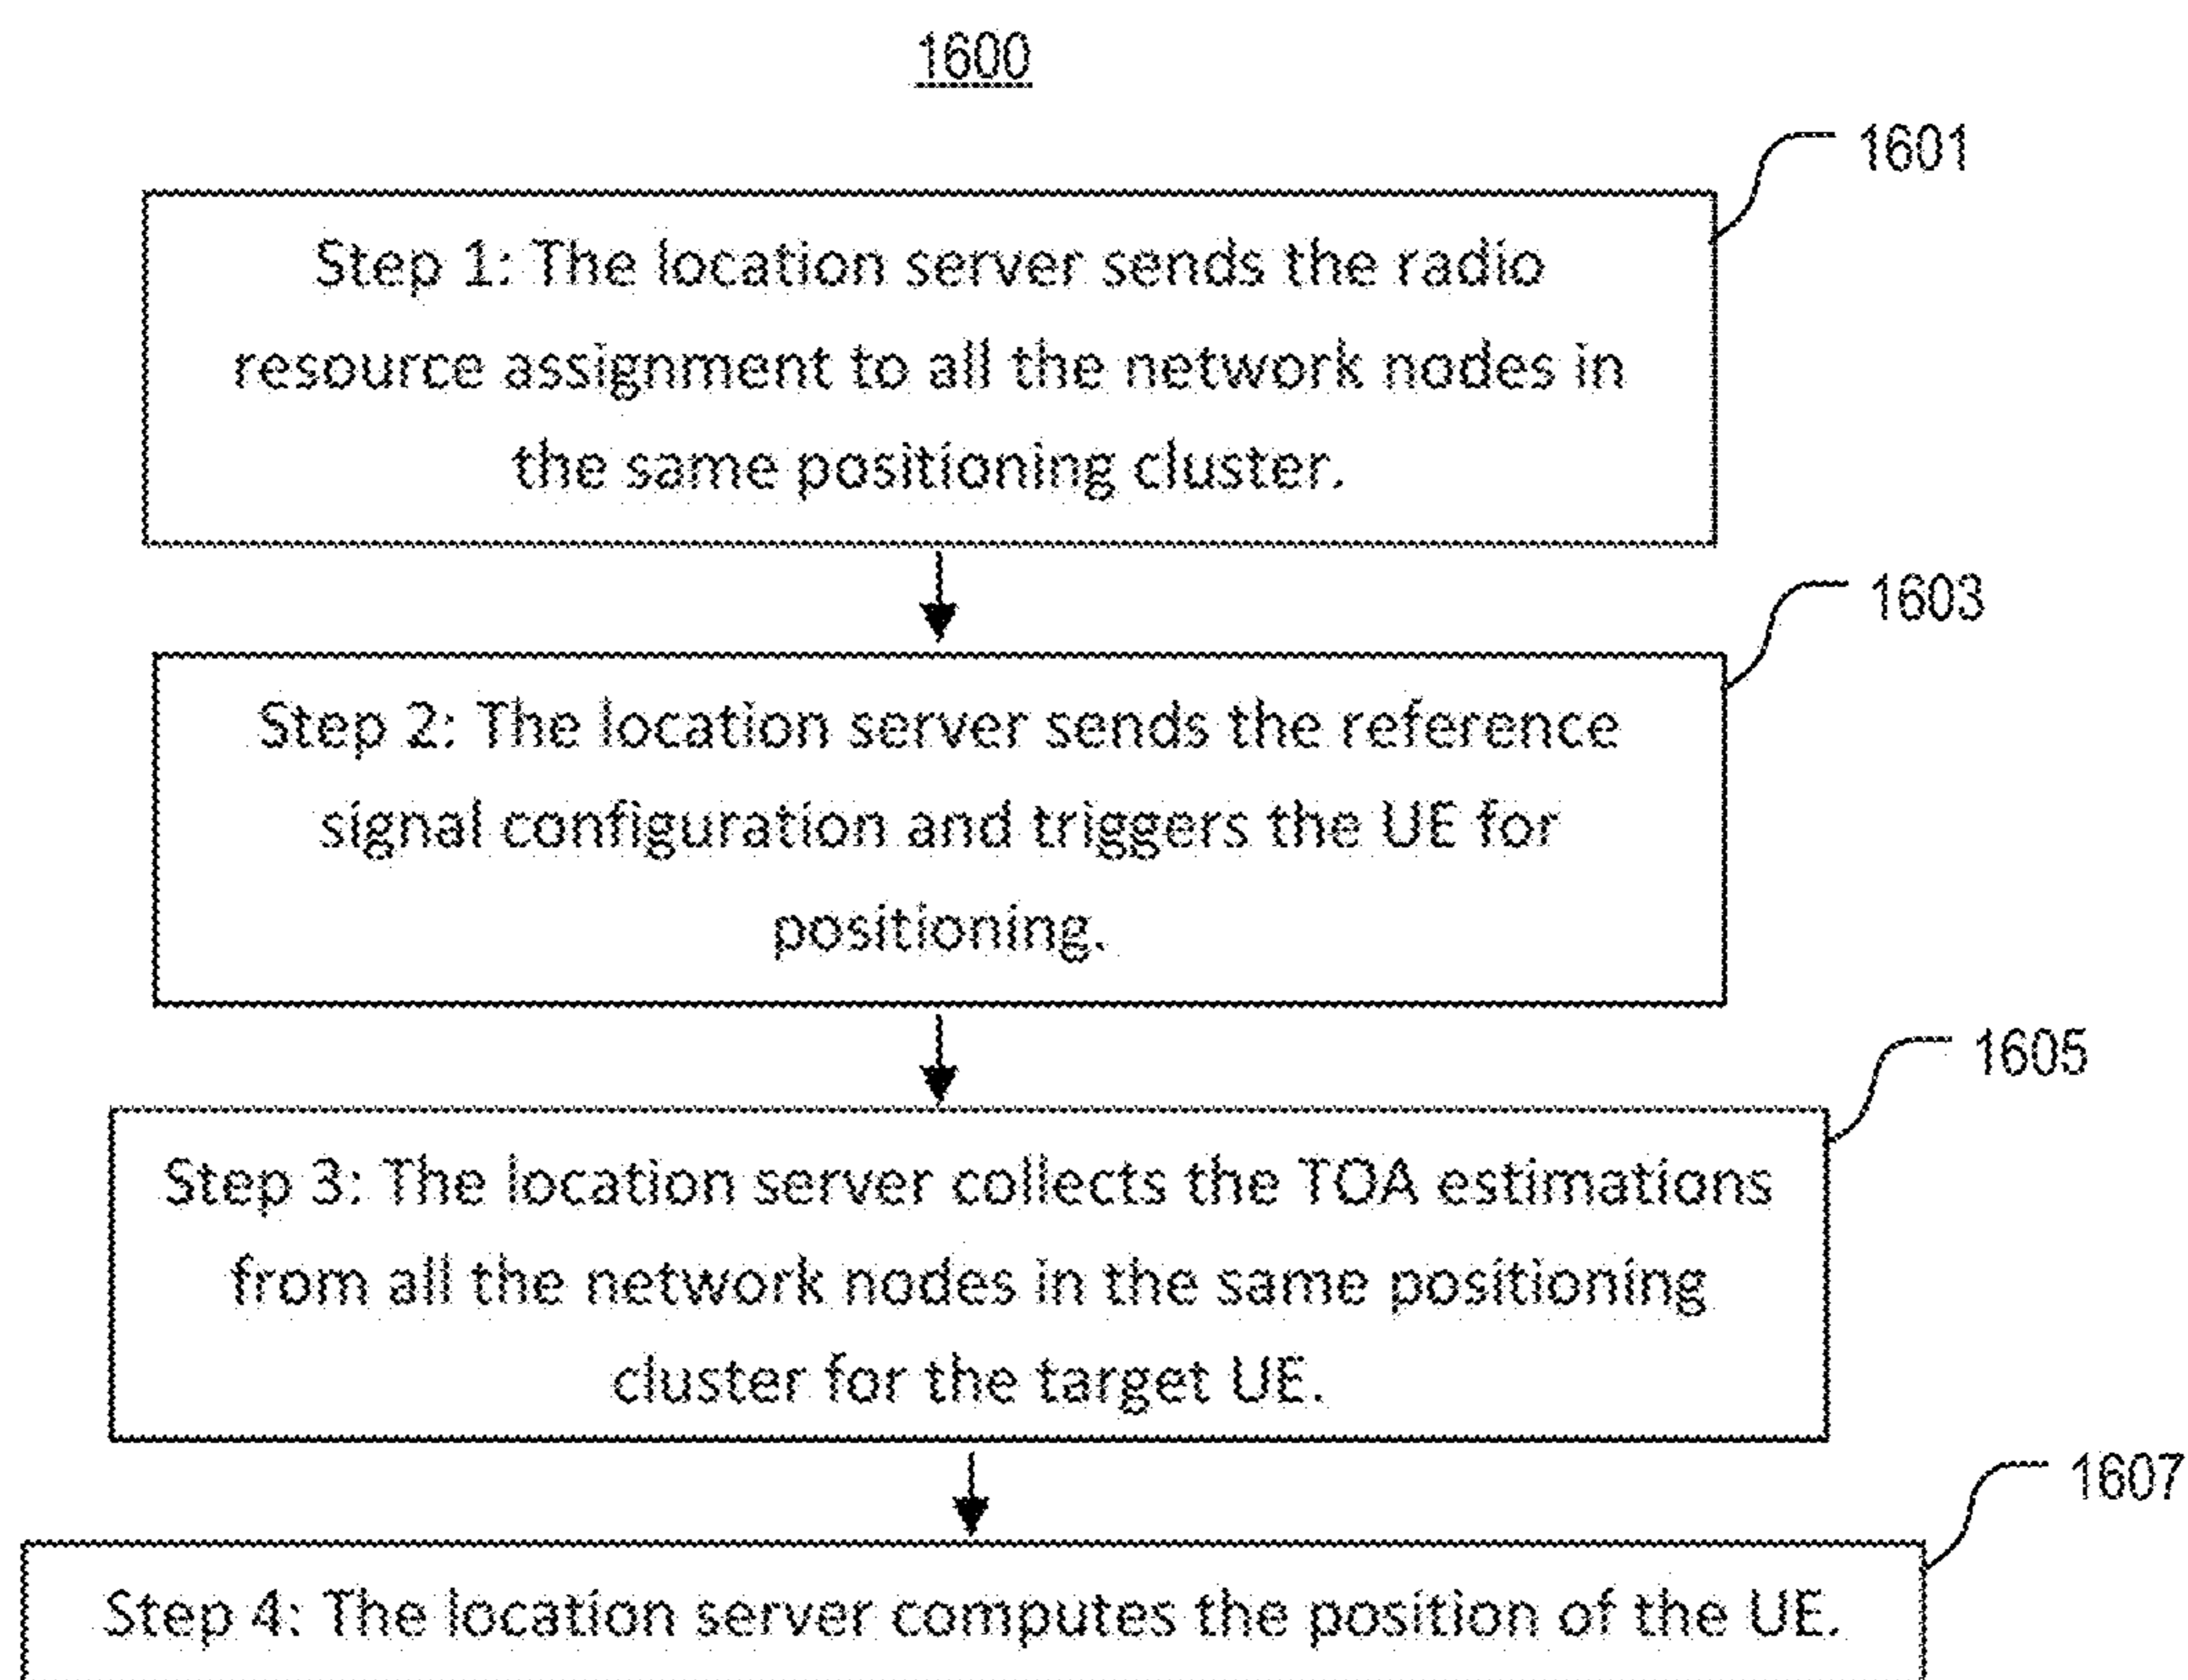 1600
1601
Step 1: The location server sends the radio
resource assignment to all the network nodes in
the same positioning cluster.
1603
Step 2: The location server sends the reference
signal configuration and triggers the UE for
positioning.
1605
Step 3: The location server collects the TOA estimations
from all the network nodes in the same positioning
cluster for the target UE.
1607
Step 4: The location server computes the position of the UE.